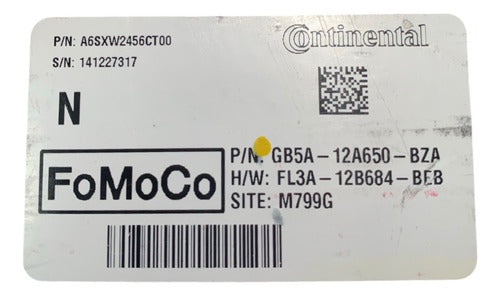 P/N: A6SXW2456CT00
Continental
S/N: 141227317
N
FoMoCo
P/N: GB5A-12A650-BZA
H/W: FL3A-12B684-BEB
SITE: M799G